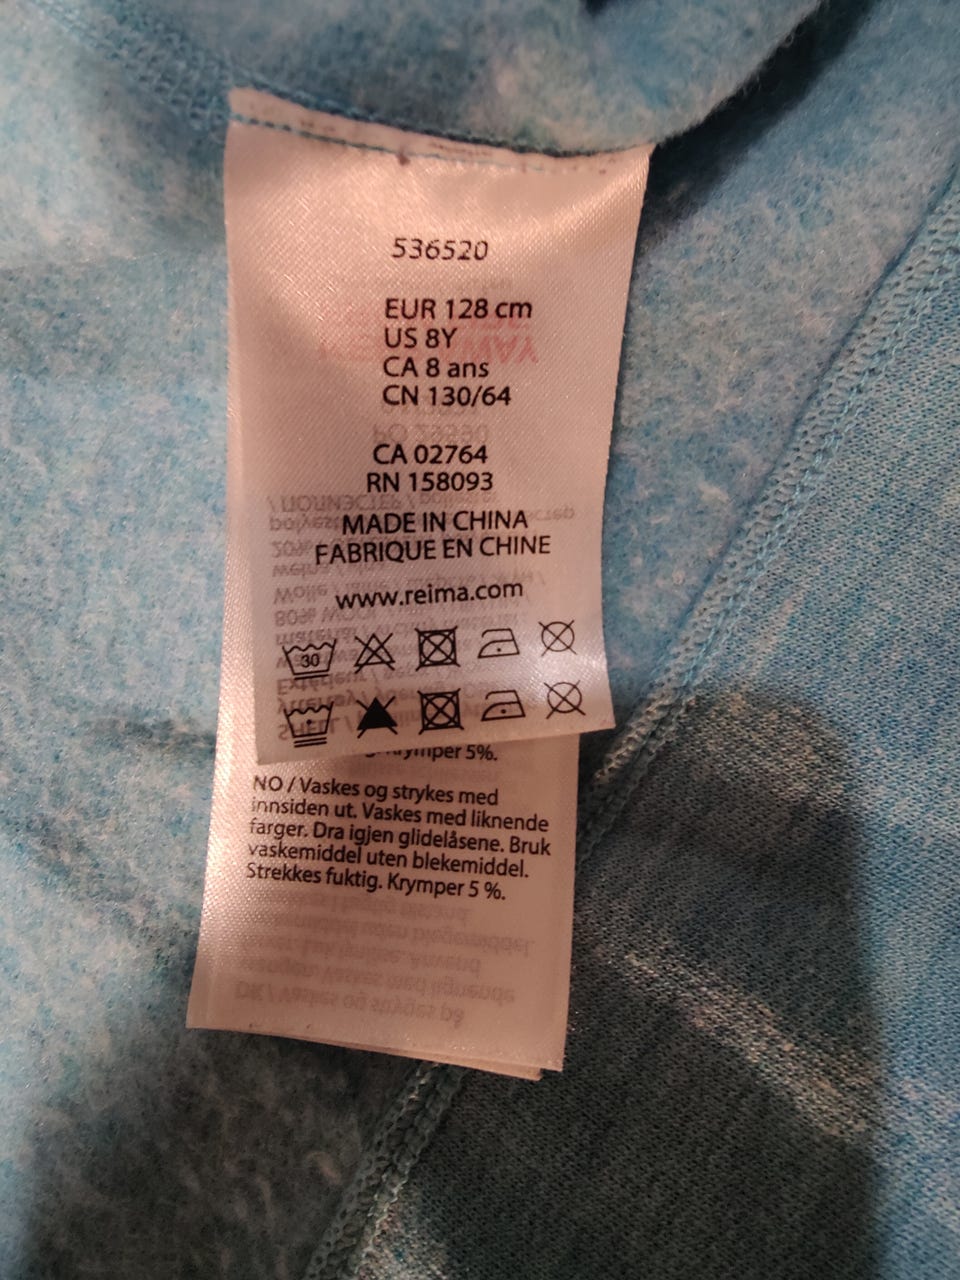 536520
EUR 128 cm
US 8Y
CA 8 ans
CN 130/64
CA 02764
RN 158093
MADE IN CHINA
FABRIQUE EN CHINE
www.reima.com
30
Krymper 5%.
NO / Vaskes og strykes med
innsiden ut. Vaskes med liknende
farger. Dra igjen glidelåsene. Bruk
vaskemiddel uten blekemiddel.
Strekkes fuktig. Krymper 5 %.